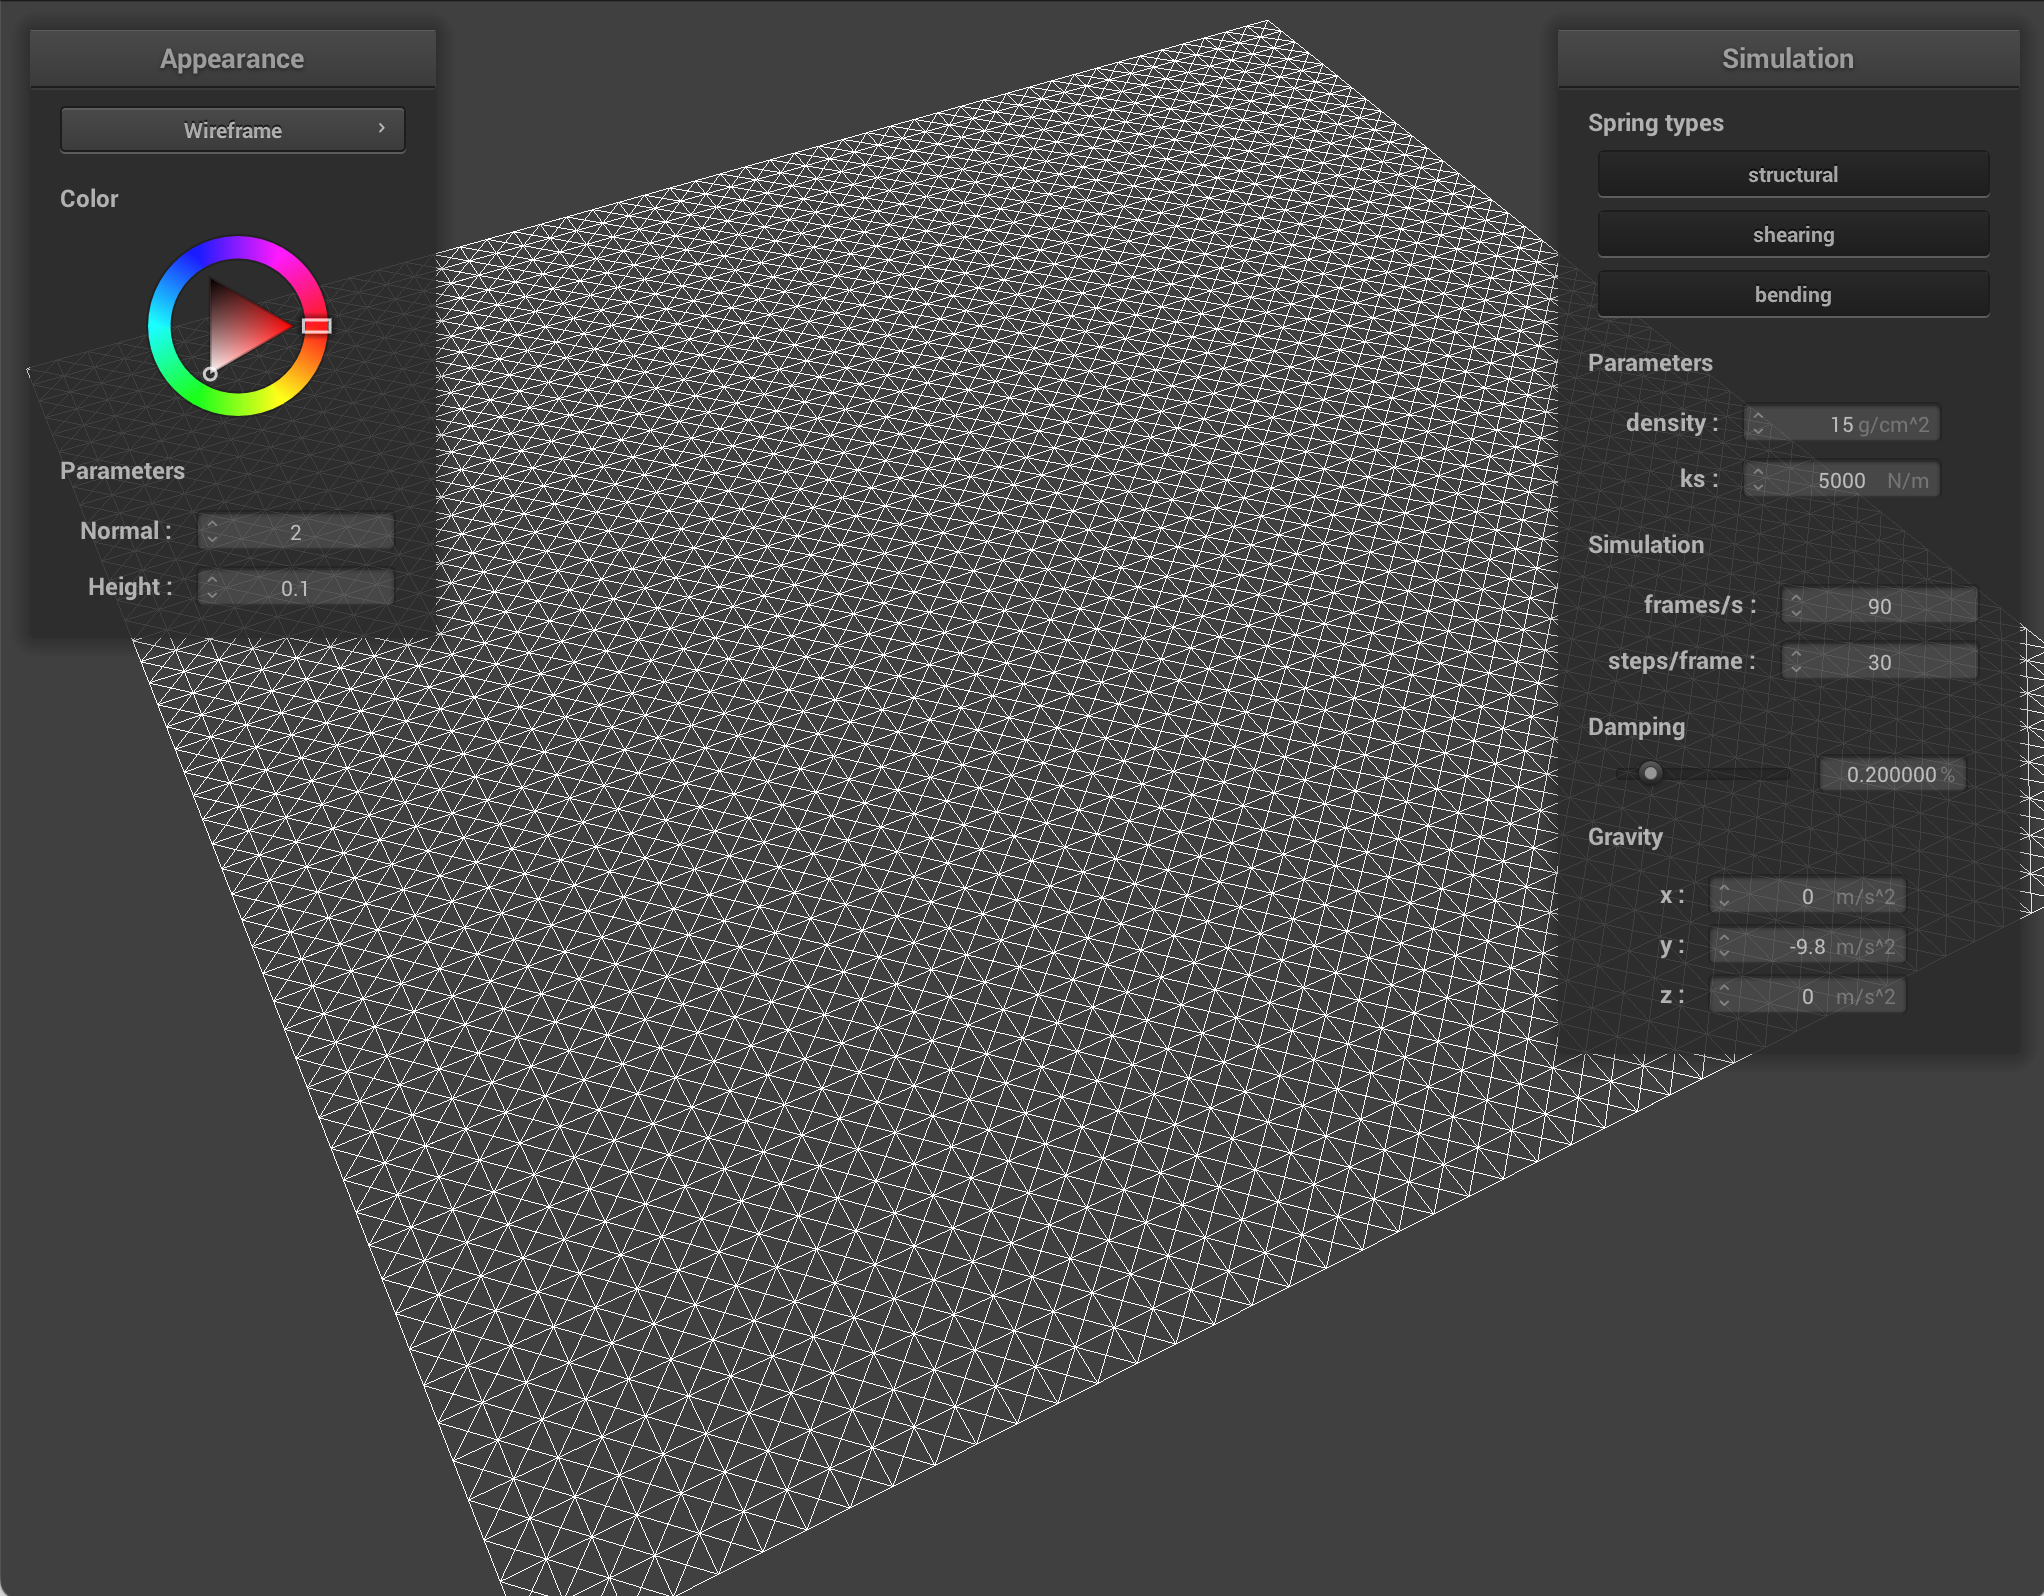 Appearance
Wireframe
Color
Parameters
Normal : 2
Height : 0.1
Simulation
Spring types
structural
shearing
bending
Parameters
density : 15 g/cm^2
ks : 5000 N/m
Simulation
frames/s : 90
steps/frame : 30
Damping
0.200000 %
Gravity
x : 0 m/s^2
y : -9.8 m/s^2
z : 0 m/s^2